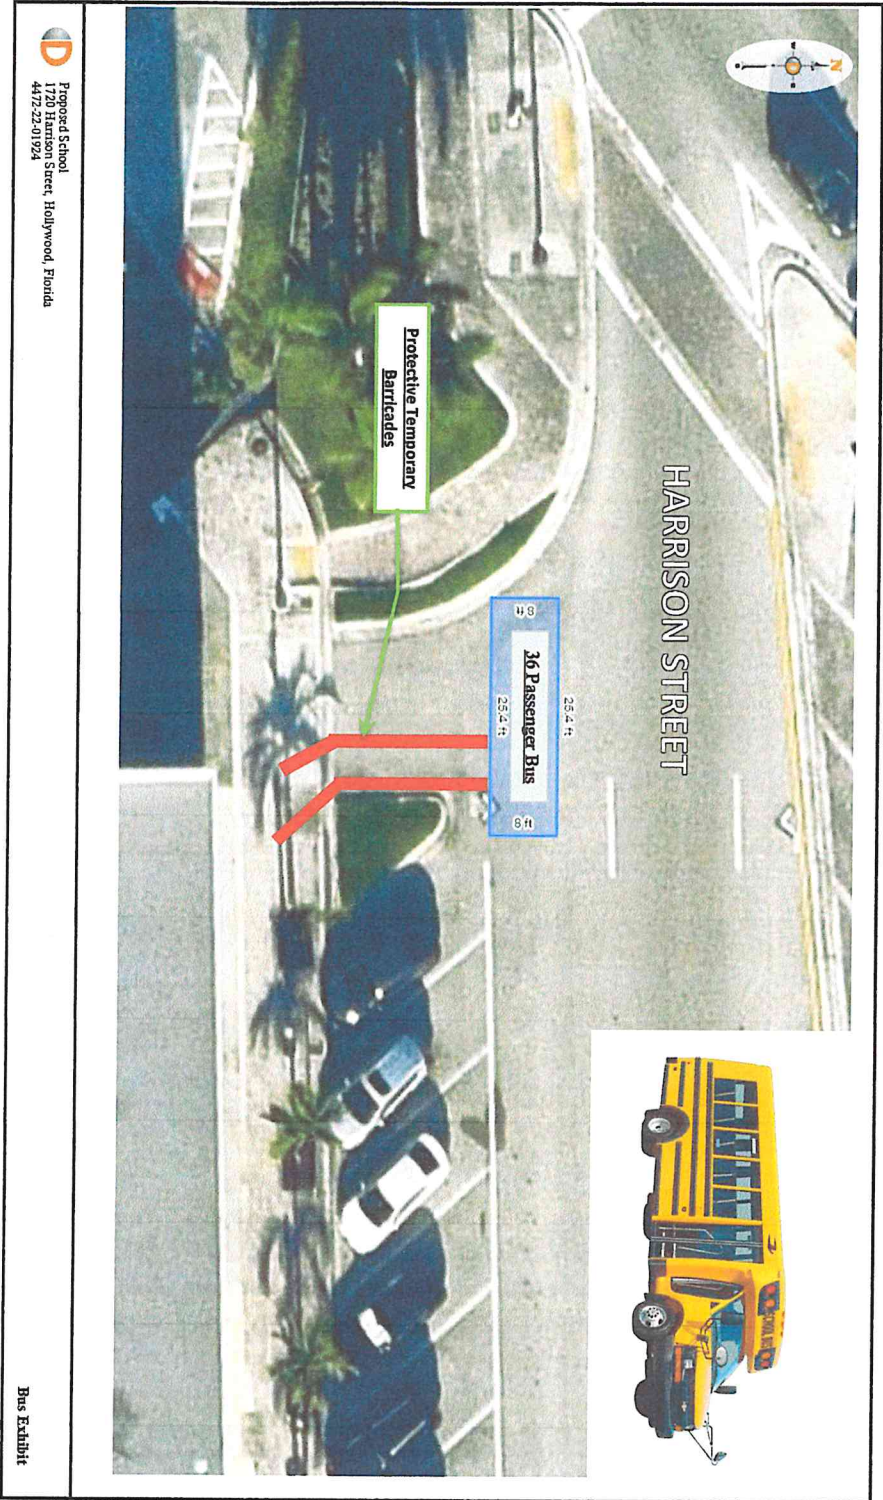 N
HARRISON STREET
25.4 ft
8 ft
36 Passenger Bus
8 ft
25.4 ft
Protective Temporary
Barricades
Proposed School
1720 Harrison Street, Hollywood, Florida
4472-22-01924
Bus Exhibit